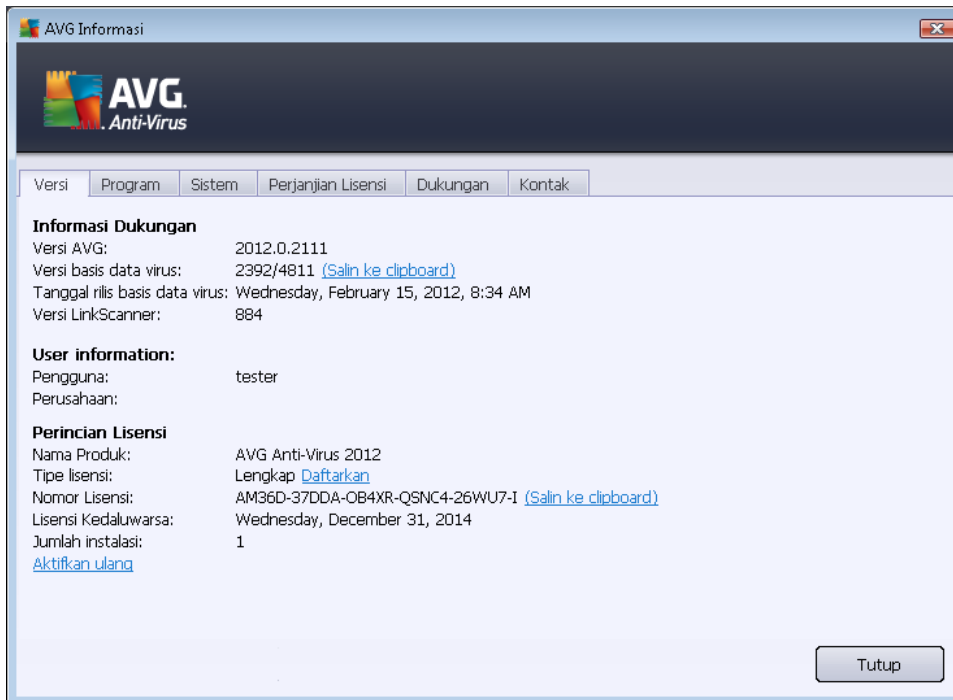 AVG Informasi
AVG.
Anti-Virus
Versi Program Sistem Perjanjian Lisensi Dukungan Kontak
Informasi Dukungan
Versi AVG: 2012.0.2111
Versi basis data virus: 2392/4811 (Salin ke clipboard)
Tanggal rilis basis data virus: Wednesday, February 15, 2012, 8:34 AM
Versi LinkScanner: 884
User information:
Pengguna: tester
Perusahaan:
Perincian Lisensi
Nama Produk: AVG Anti-Virus 2012
Tipe lisensi: Lengkap Daftarkan
Nomor Lisensi: AM36D-37DDA-OB4XR-QSNC4-26WU7-I (Salin ke clipboard)
Lisensi Kedaluwarsa: Wednesday, December 31, 2014
Jumlah instalasi: 1
Aktifkan ulang
Tutup